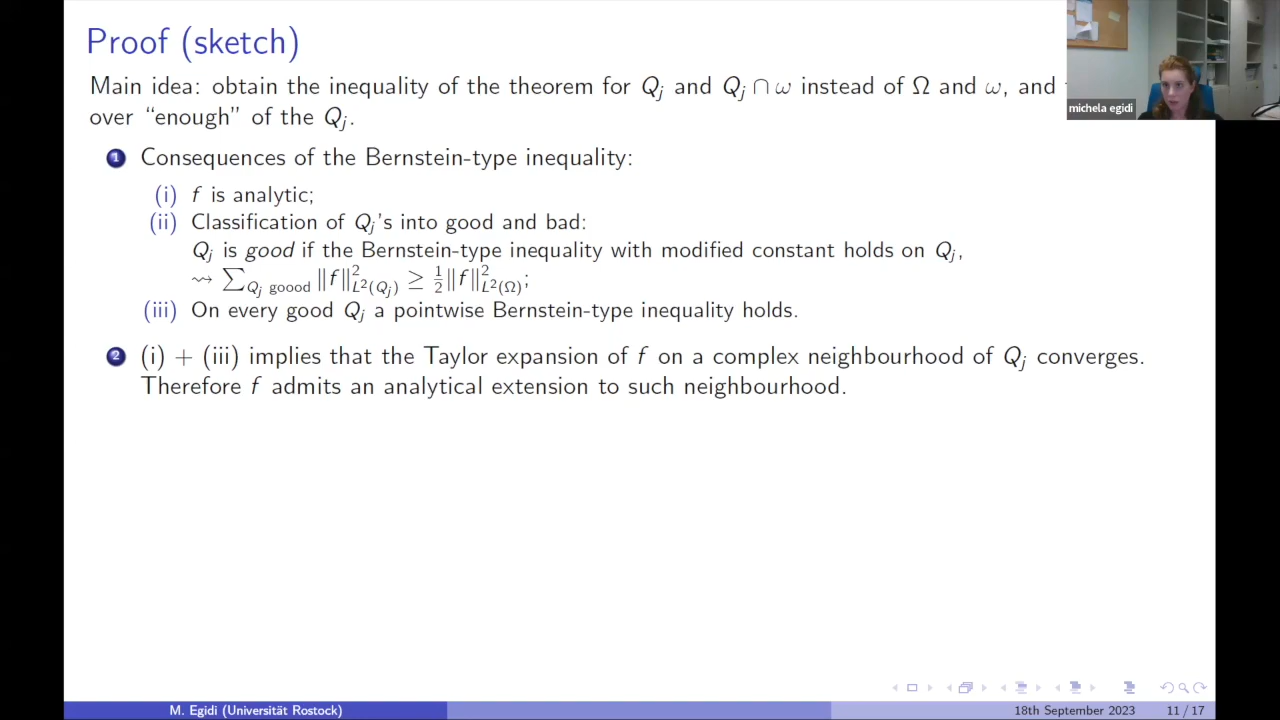 Proof (sketch)
Main idea: obtain the inequality of the theorem for Q_j and Q_j ∩ ω instead of Ω and ω, and
over “enough” of the Q_j.
1 Consequences of the Bernstein-type inequality:
(i) f is analytic;
(ii) Classification of Q_j's into good and bad:
Q_j is good if the Bernstein-type inequality with modified constant holds on Q_j,
⇝ ∑_{Q_j goood} ‖f‖²_{L²(Q_j)} ≥ ½‖f‖²_{L²(Ω)};
(iii) On every good Q_j a pointwise Bernstein-type inequality holds.
2 (i) + (iii) implies that the Taylor expansion of f on a complex neighbourhood of Q_j converges.
Therefore f admits an analytical extension to such neighbourhood.
michela egidi
M. Egidi (Universität Rostock)
18th September 2023
11 / 17